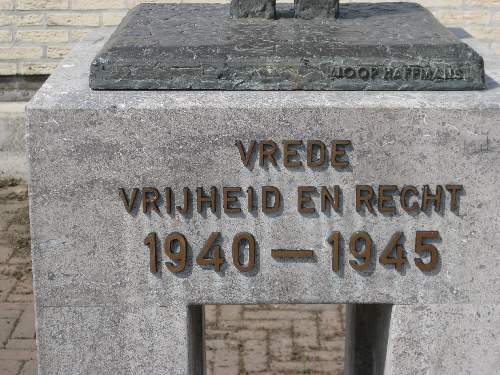 JOOP HAFFMANS
VREDE
VRIJHEID EN RECHT
1940 — 1945